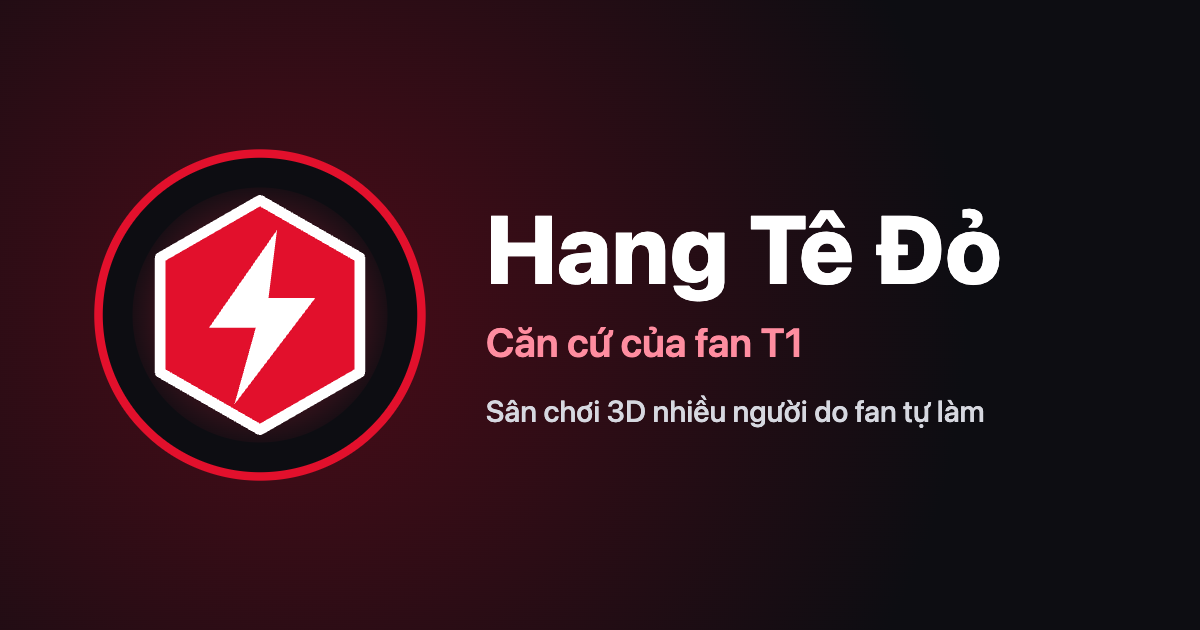 Hang Tê Đỏ
Căn cứ của fan T1
Sân chơi 3D nhiều người do fan tự làm